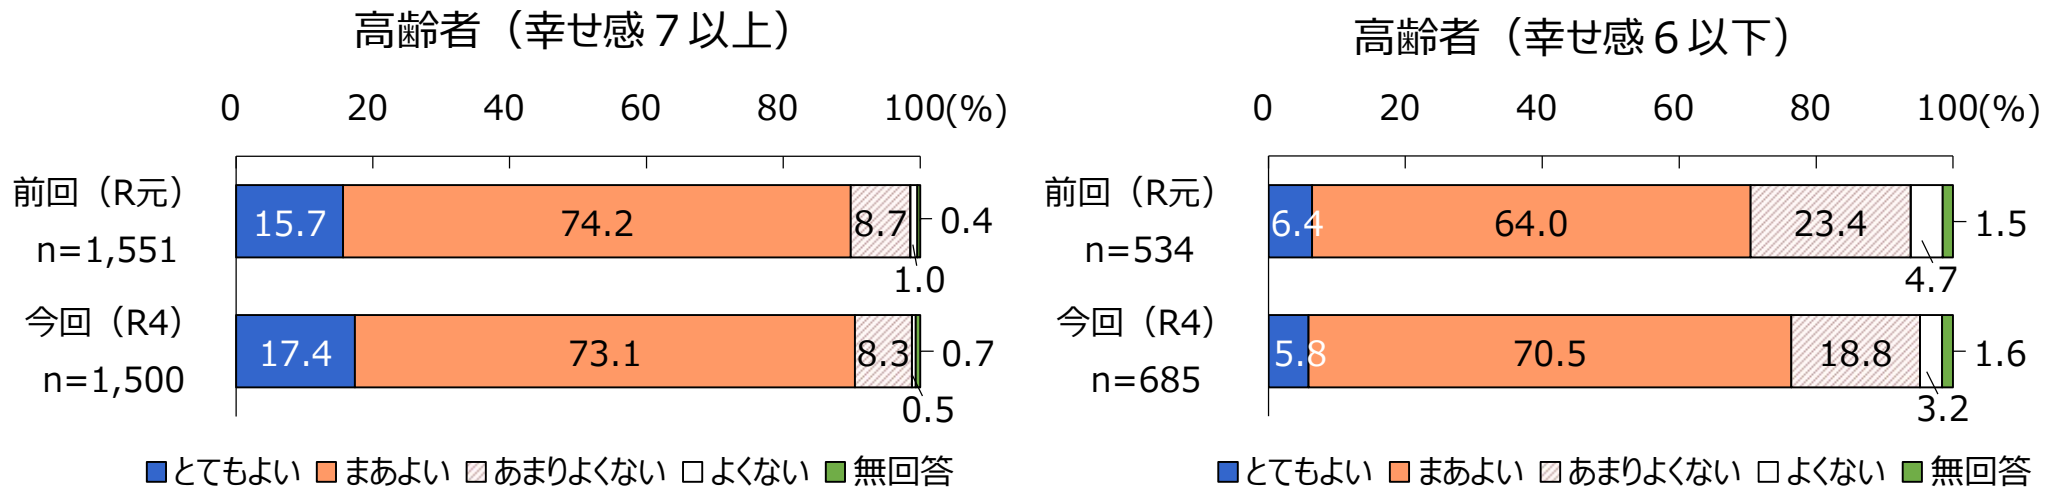 高齢者（幸せ感７以上）
0 20 40 60 80 100(%)
前回（R元）
n=1,551
15.7 74.2 8.7 0.4
1.0
今回（R4）
n=1,500
17.4 73.1 8.3 0.7
0.5
とてもよい まあよい あまりよくない よくない 無回答
高齢者（幸せ感６以下）
0 20 40 60 80 100(%)
前回（R元）
n=534
6.4 64.0 23.4 1.5
4.7
今回（R4）
n=685
5.8 70.5 18.8 1.6
3.2
とてもよい まあよい あまりよくない よくない 無回答